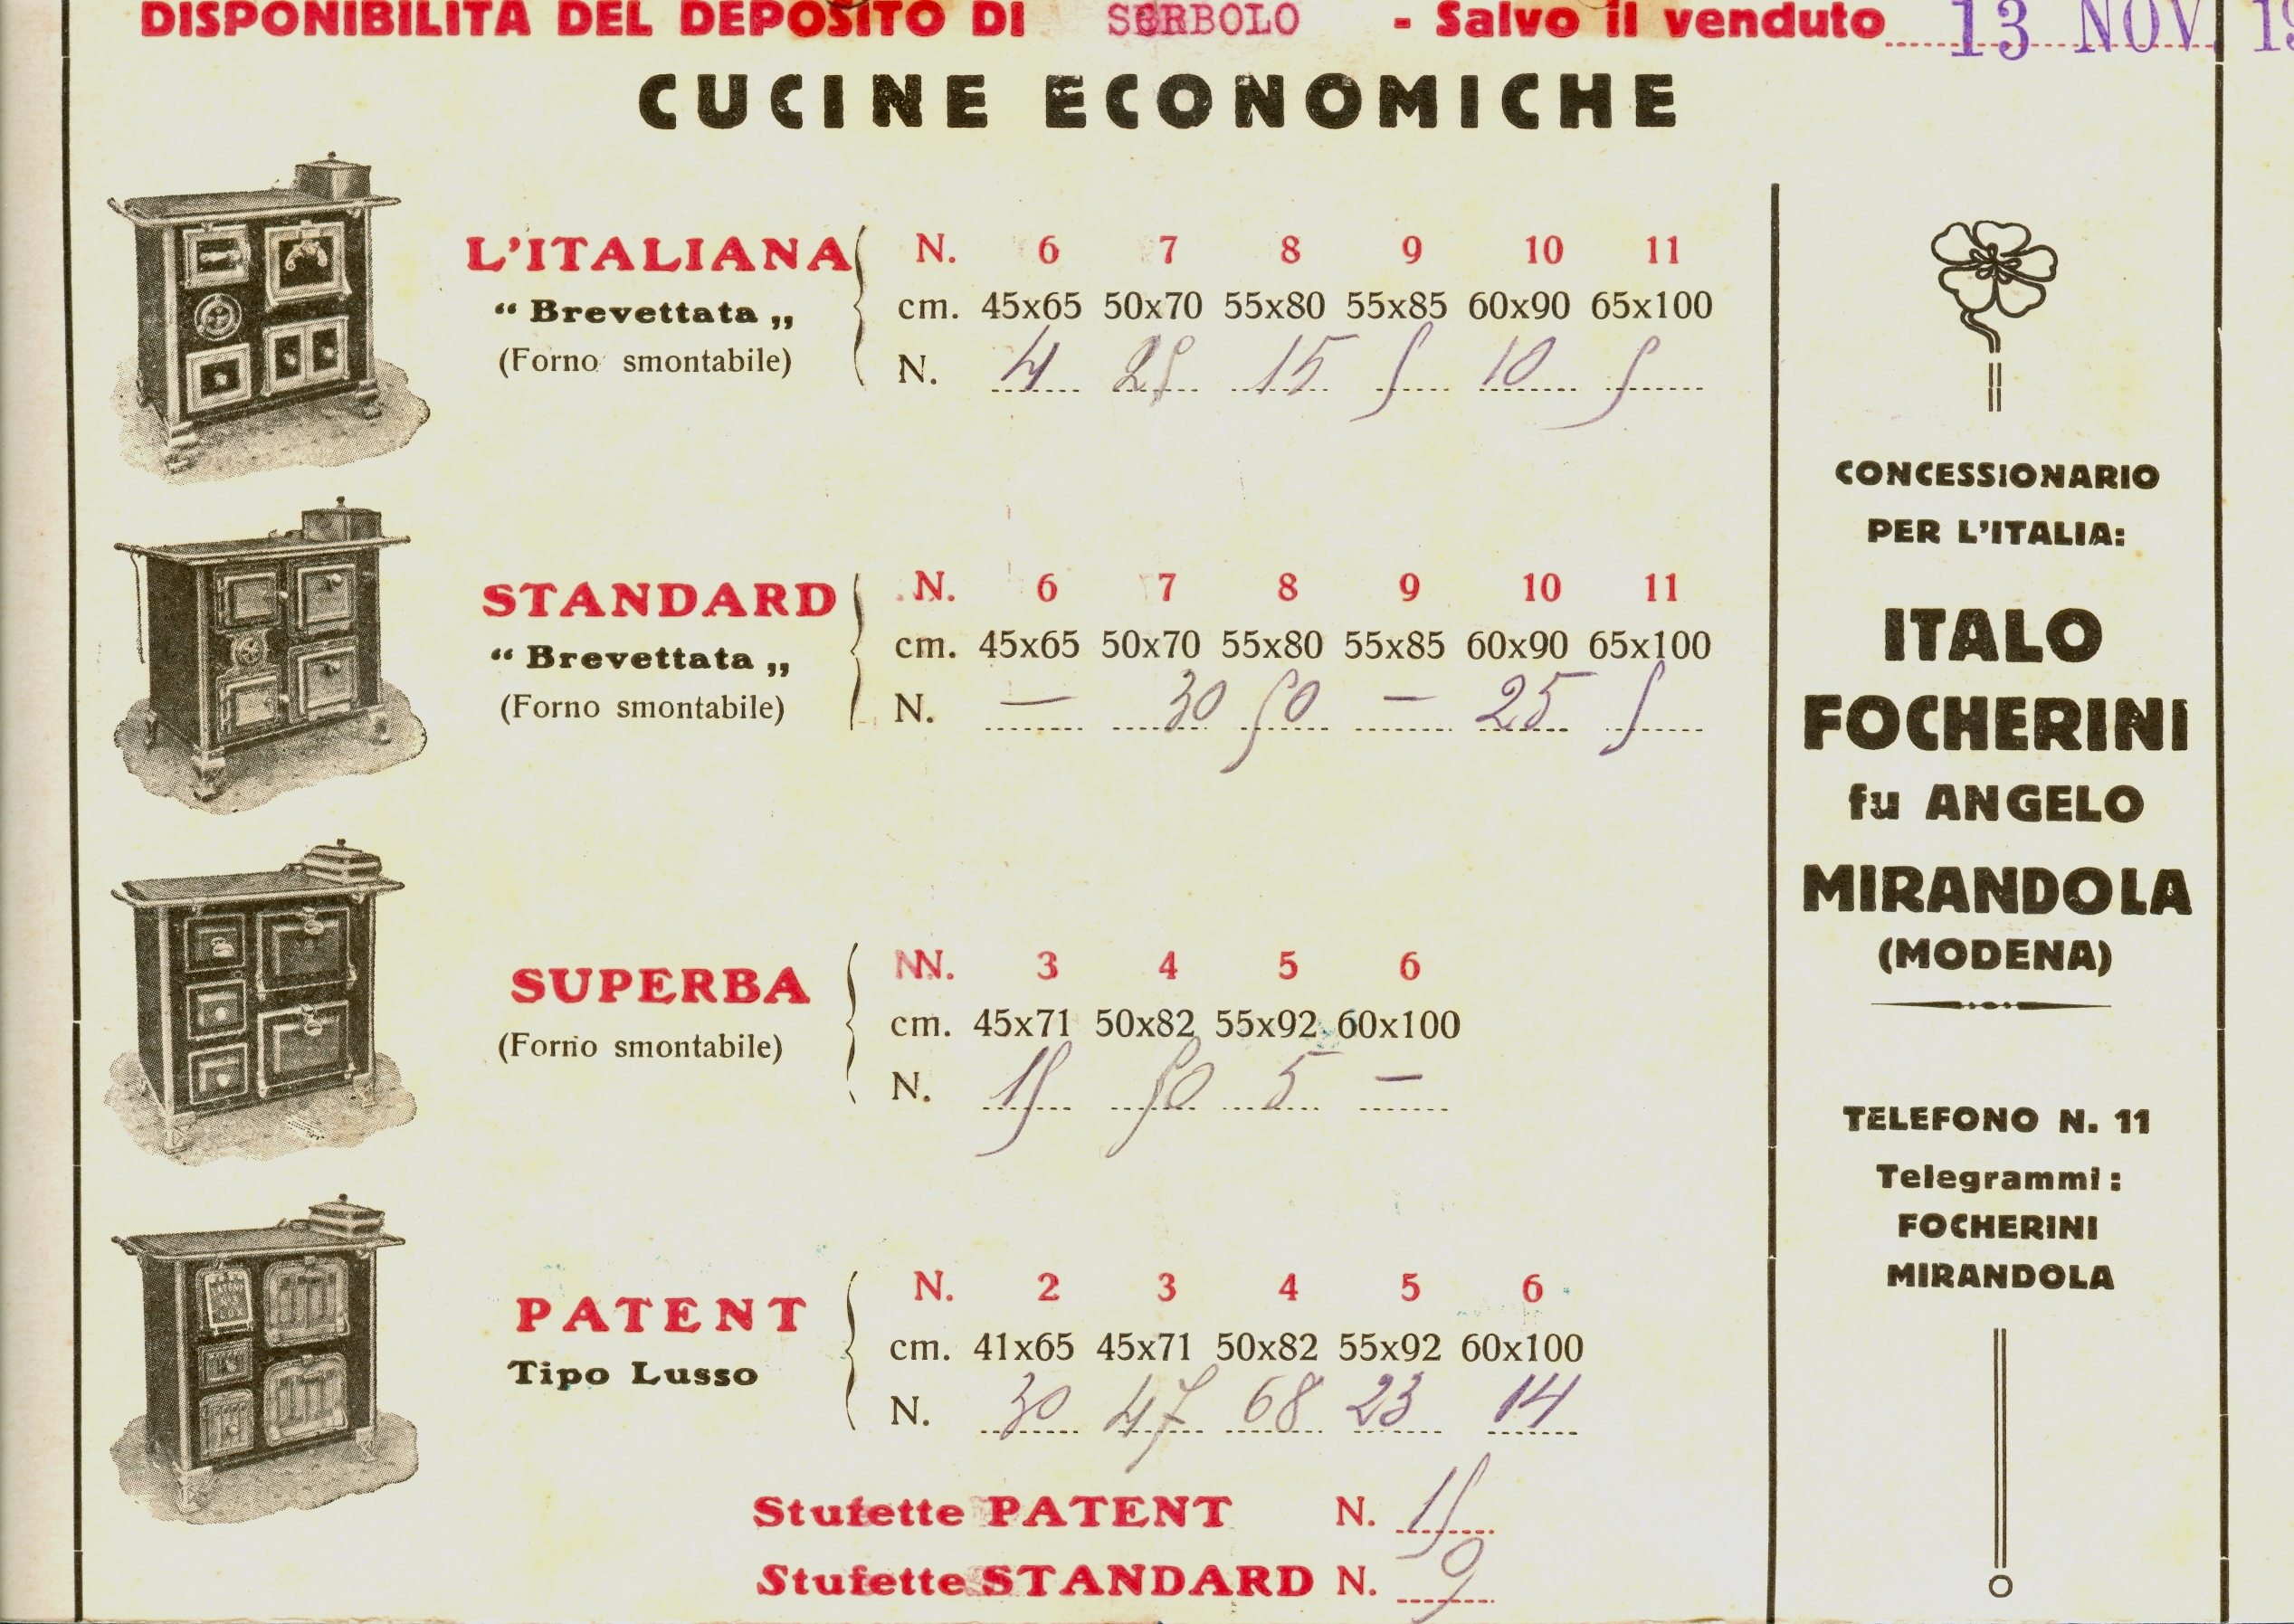 DISPONIBILITÀ DEL DEPOSITO DI SORBOLO - Salvo il venduto 13 NOV. 19
CUCINE ECONOMICHE
L'ITALIANA
“ Brevettata „
(Forno smontabile)
N. 6 7 8 9 10 11
cm. 45x65 50x70 55x80 55x85 60x90 65x100
N. 4 25 15 5 10 5
STANDARD
“ Brevettata „
(Forno smontabile)
N. 6 7 8 9 10 11
cm. 45x65 50x70 55x80 55x85 60x90 65x100
N. — 30 50 — 25 5
SUPERBA
(Forno smontabile)
N. 3 4 5 6
cm. 45x71 50x82 55x92 60x100
N. 15 50 5 —
PATENT
Tipo Lusso
N. 2 3 4 5 6
cm. 41x65 45x71 50x82 55x92 60x100
N. 30 47 68 23 14
Stufette PATENT N. 15
Stufette STANDARD N. 9
CONCESSIONARIO
PER L'ITALIA:
ITALO
FOCHERINI
fu ANGELO
MIRANDOLA
(MODENA)
TELEFONO N. 11
Telegrammi:
FOCHERINI
MIRANDOLA